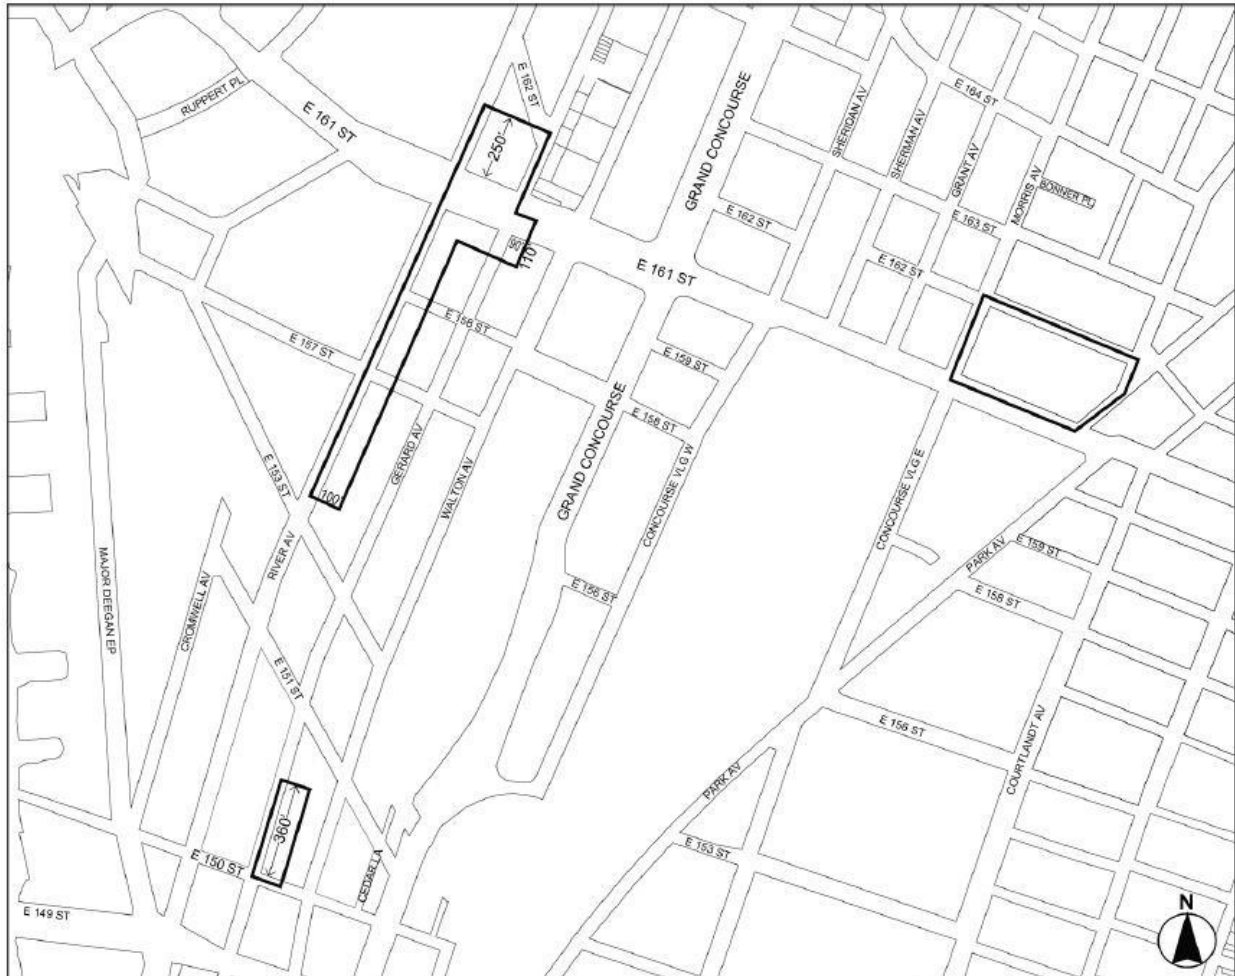 RUPPERT PL
E 161 ST
E 162 ST
250'
GRAND CONCOURSE
SHERIDAN AV
SHERMAN AV
E 164 ST
GRANT AV
MORRIS AV
BONNER PL
E 163 ST
E 162 ST
E 162 ST
90'
110'
E 161 ST
E 158 ST
E 157 ST
E 159 ST
E 158 ST
GRAND CONCOURSE
CONCOURSE VLG W
GERARD AV
WALTON AV
E 153 ST
100'
RIVER AV
MAJOR DEEGAN EP
CROMWELL AV
E 151 ST
E 156 ST
CONCOURSE VLG E
PARK AV
E 159 ST
E 158 ST
E 156 ST
COURTLANDT AV
PARK AV
E 153 ST
360'
E 150 ST
CEDAR LA
E 149 ST
N